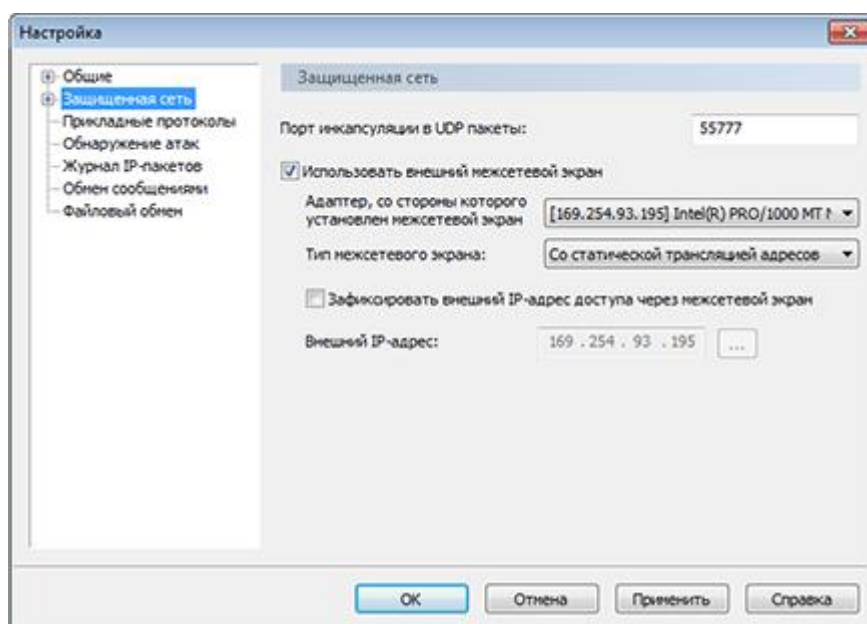 Настройка
Общие
Защищенная сеть
Прикладные протоколы
Обнаружение атак
Журнал IP-пакетов
Обмен сообщениями
Файловый обмен
Защищенная сеть
Порт инкапсуляции в UDP пакеты: 55777
Использовать внешний межсетевой экран
Адаптер, со стороны которого
установлен межсетевой экран [169.254.93.195] Intel(R) PRO/1000 MT
Тип межсетевого экрана: Со статической трансляцией адресов
Зафиксировать внешний IP-адрес доступа через межсетевой экран
Внешний IP-адрес: 169 . 254 . 93 . 195 ...
OK Отмена Применить Справка